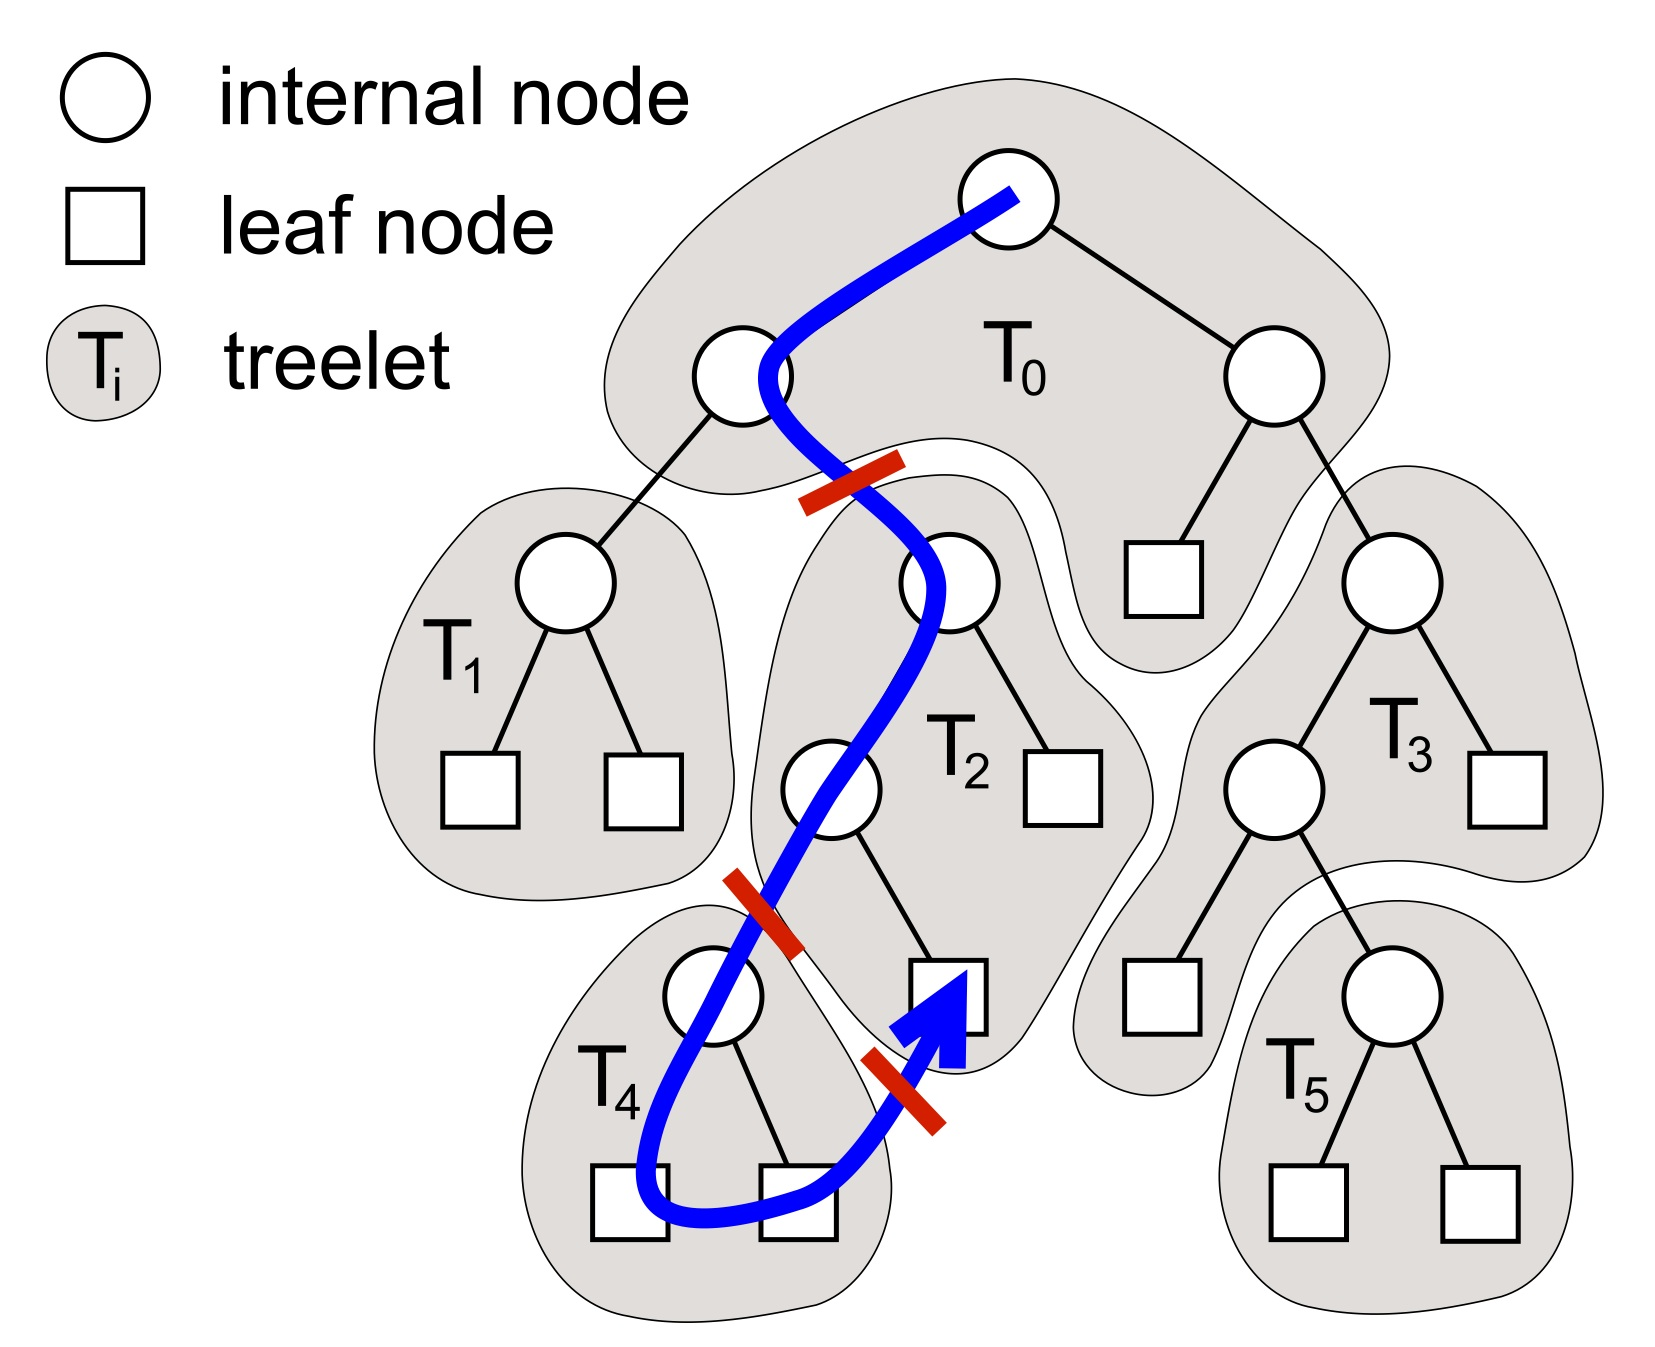 internal node
leaf node
Ti treelet
T0
T1
T2
T3
T4
T5